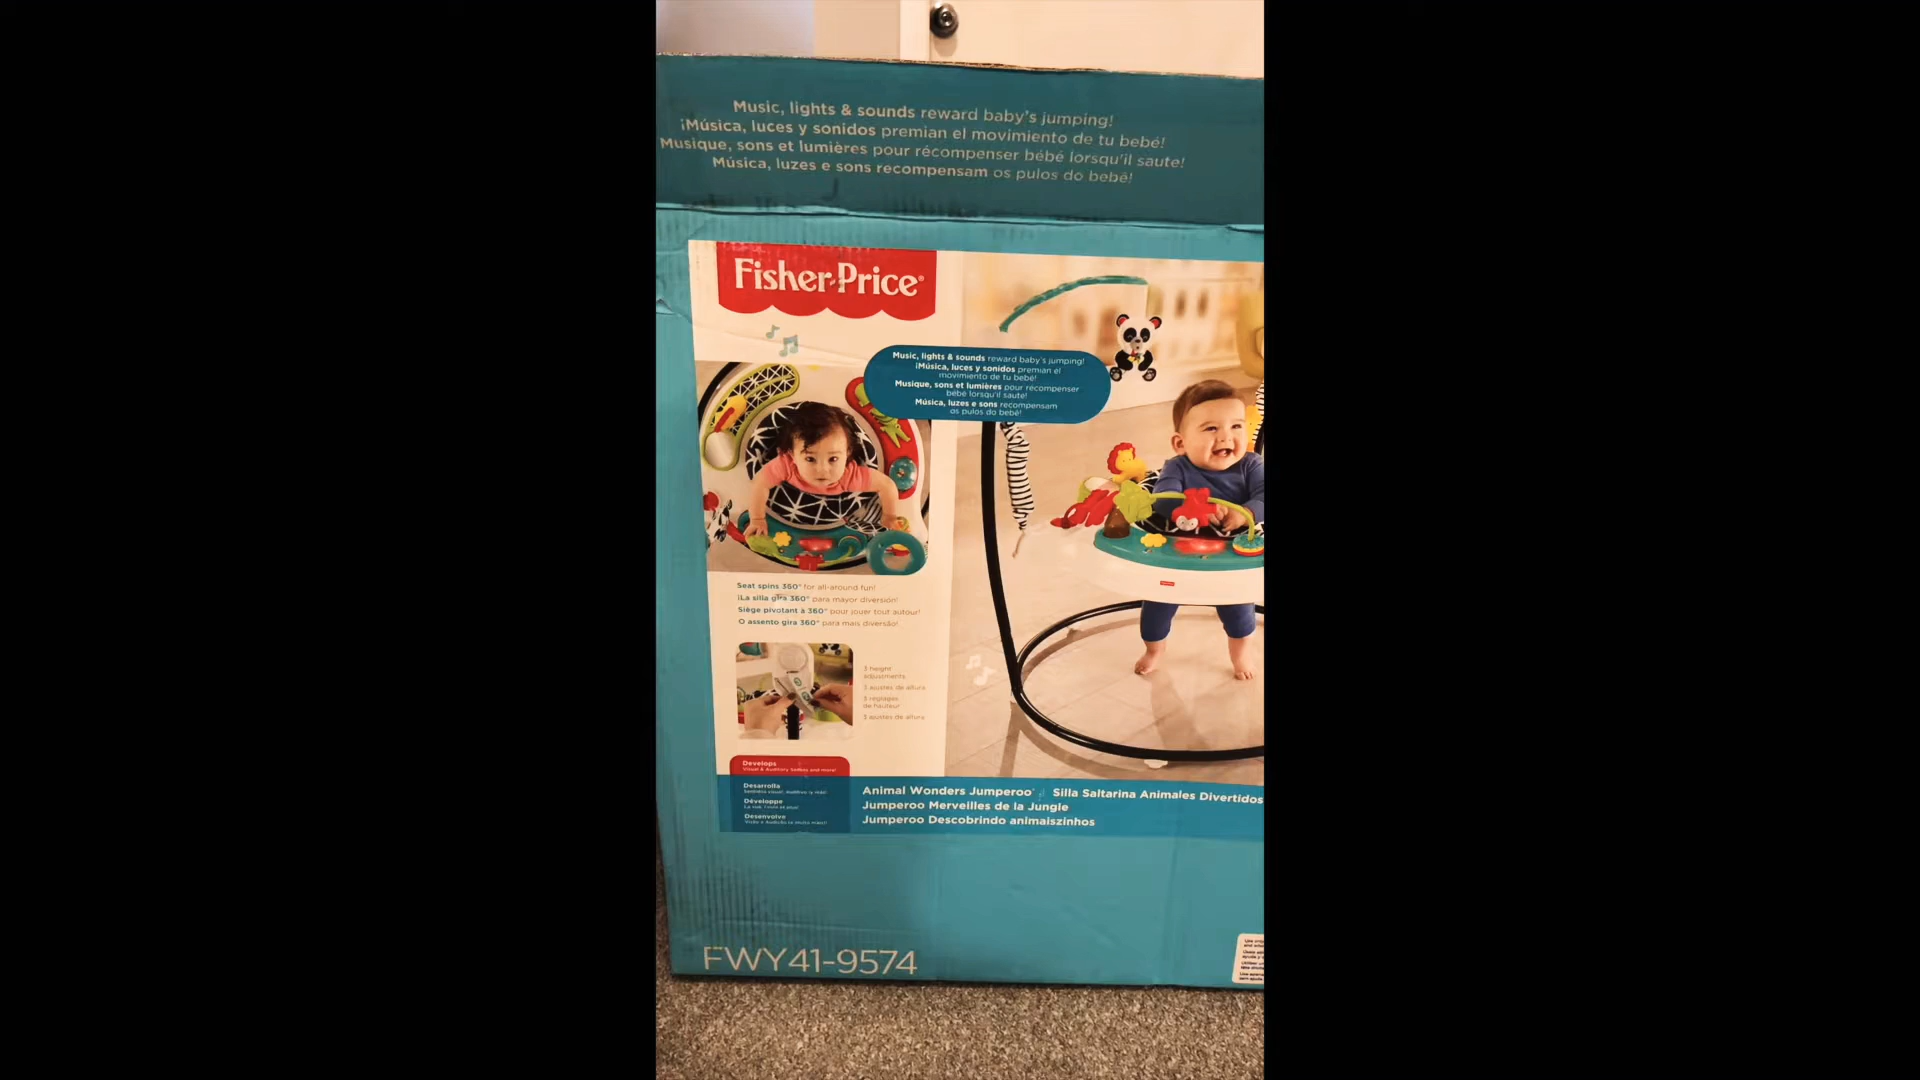 Music, lights & sounds reward baby's jumping!
¡Música, luces y sonidos premian el movimiento de tu bebé!
Musique, sons et lumières pour récompenser bébé lorsqu'il saute!
Música, luzes e sons recompensam os pulos do bebê!
Fisher-Price®
Music, lights & sounds reward baby's jumping!
¡Música, luces y sonidos premian el
movimiento de tu bebé!
Musique, sons et lumières pour récompenser
bébé lorsqu'il saute!
Música, luzes e sons recompensam
os pulos do bebê!
Seat spins 360° for all-around fun!
¡La silla gira 360° para mayor diversión!
Siège pivotant à 360° pour jouer tout autour!
O assento gira 360° para mais diversão!
3 height
adjustments
3 ajustes de altura
3 réglages
de hauteur
3 ajustes de altura
Develops
Visual & Auditory Senses and more!
Desarrolla
Développe
Desenvolve
Animal Wonders Jumperoo® Silla Saltarina Animales Divertidos
Jumperoo Merveilles de la Jungle
Jumperoo Descobrindo animaiszinhos
FWY41-9574